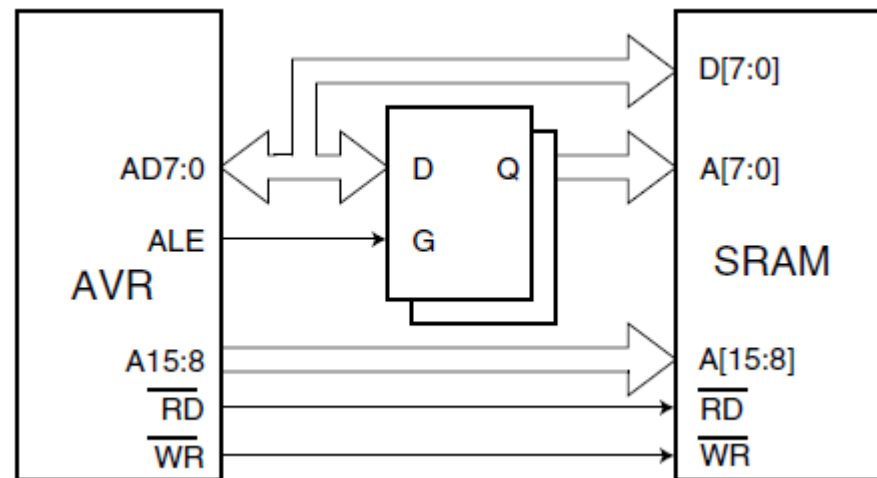 D[7:0]
AD7:0
D
Q
A[7:0]
ALE
G
AVR
SRAM
A15:8
A[15:8]
RD
RD
WR
WR